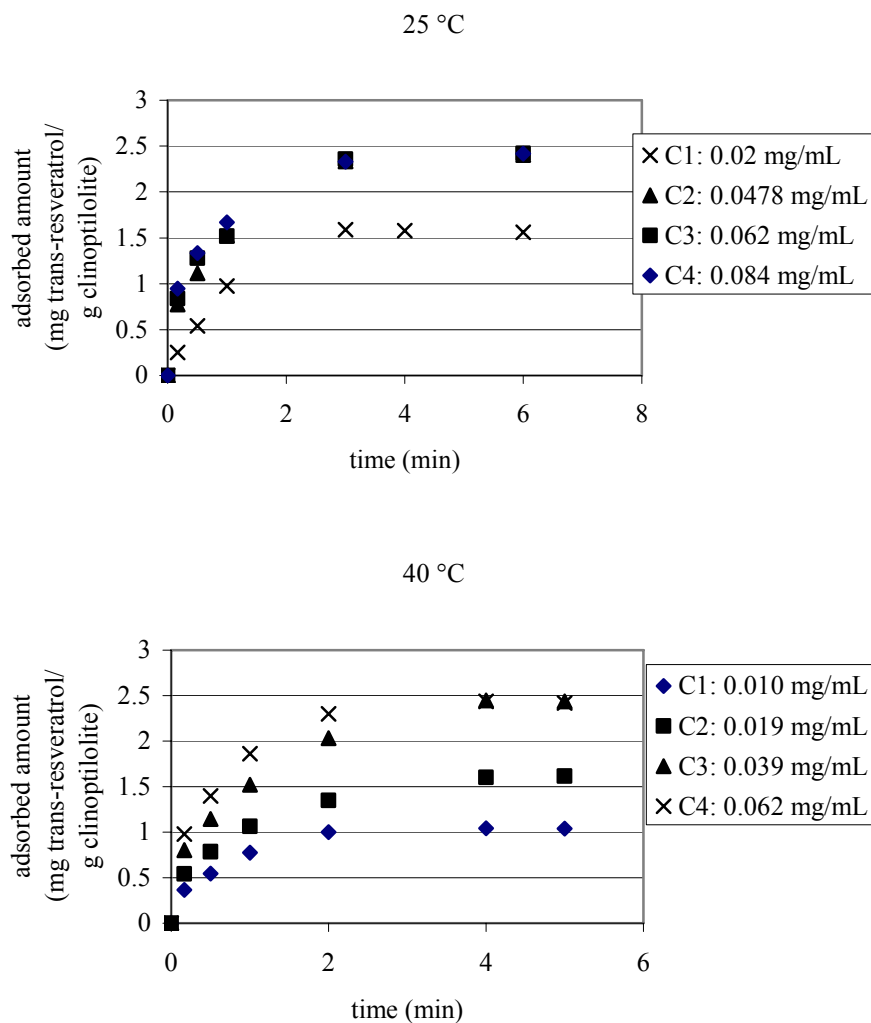 25 °C
3
2.5
2
1.5
1
0.5
0
0 2 4 6 8
adsorbed amount
(mg trans-resveratrol/
g clinoptilolite)
time (min)
C1: 0.02 mg/mL
C2: 0.0478 mg/mL
C3: 0.062 mg/mL
C4: 0.084 mg/mL
40 °C
3
2.5
2
1.5
1
0.5
0
0 2 4 6
adsorbed amount
(mg trans-resveratrol/
g clinoptilolite)
time (min)
C1: 0.010 mg/mL
C2: 0.019 mg/mL
C3: 0.039 mg/mL
C4: 0.062 mg/mL